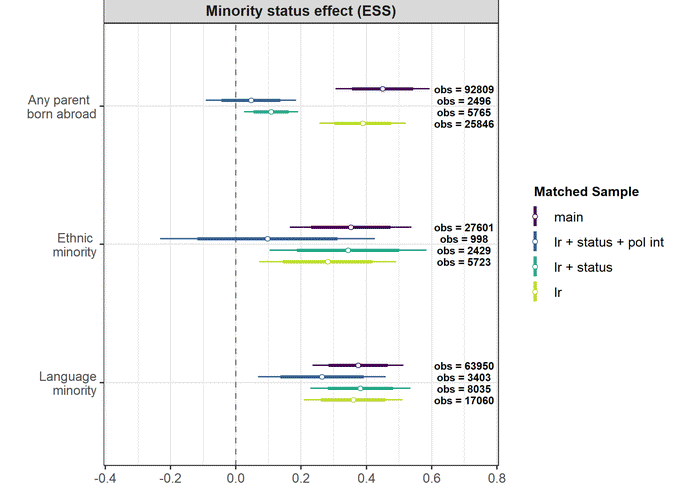 Minority status effect (ESS)
Any parent
born abroad
obs = 92809
obs = 2496
obs = 5765
obs = 25846
Ethnic
minority
obs = 27601
obs = 998
obs = 2429
obs = 5723
Language
minority
obs = 63950
obs = 3403
obs = 8035
obs = 17060
-0.4 -0.2 0.0 0.2 0.4 0.6 0.8
Matched Sample
main
lr + status + pol int
lr + status
lr